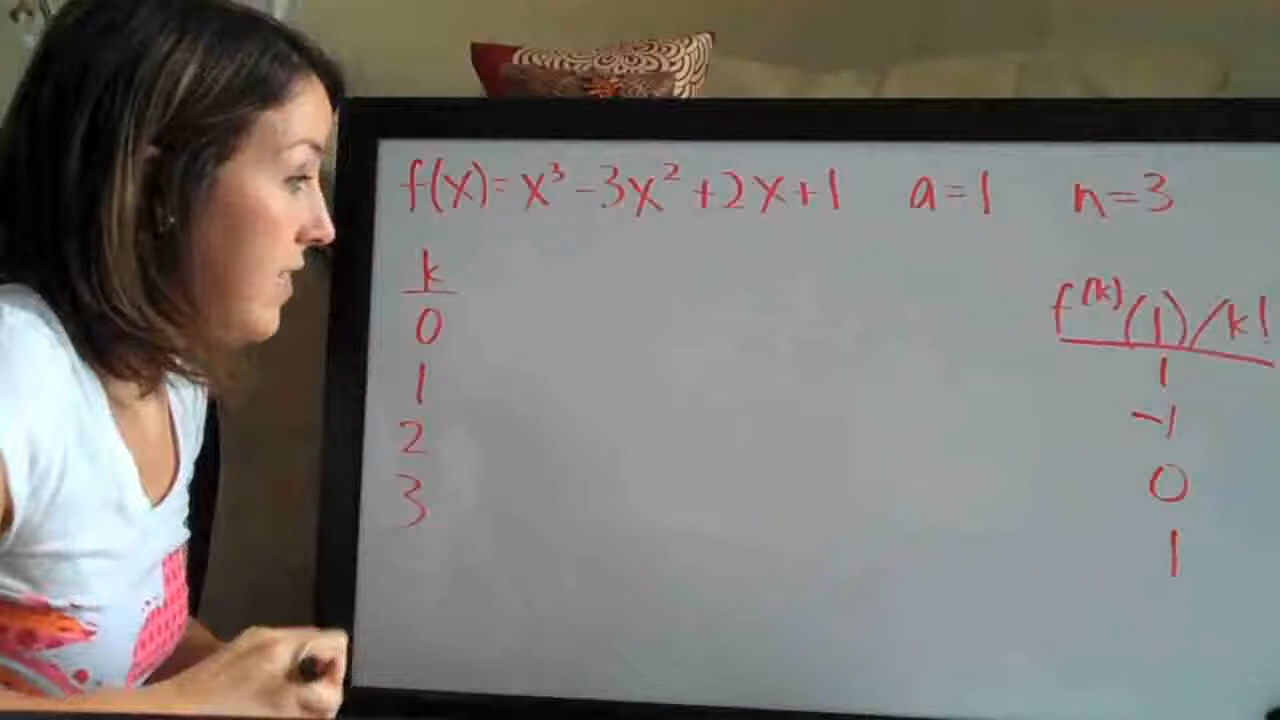 f(x)=x³-3x²+2x+1 a=1 n=3
k f⁽ᵏ⁾(1)/k!
0 1
1 -1
2 0
3 1